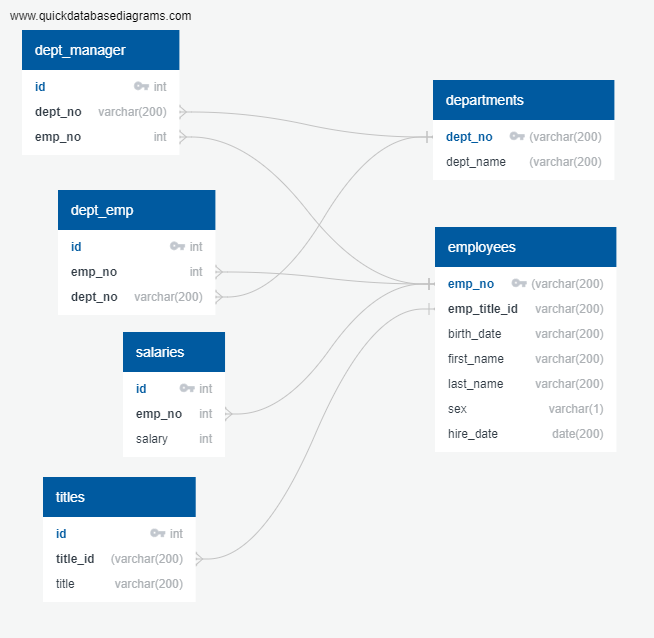 www.quickdatabasediagrams.com
dept_manager
id int
dept_no varchar(200)
emp_no int
departments
dept_no (varchar(200)
dept_name (varchar(200)
dept_emp
id int
emp_no int
dept_no varchar(200)
employees
emp_no (varchar(200)
emp_title_id varchar(200)
birth_date varchar(200)
first_name varchar(200)
last_name varchar(200)
sex varchar(1)
hire_date date(200)
salaries
id int
emp_no int
salary int
titles
id int
title_id (varchar(200)
title varchar(200)